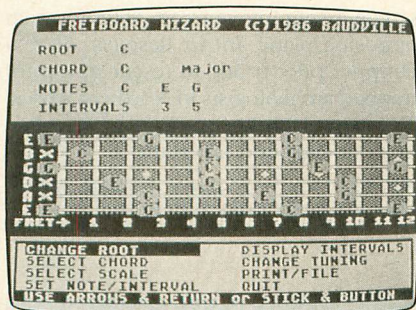 FRETBOARD WIZARD (c)1986 BAUDVILLE
ROOT C
CHORD C major
NOTES C E G
INTERVALS 3 5
E E G C
B X C E G
G G C E G
D X E G C
A X C E G
E E G C
FRET→ 1 2 3 4 5 6 7 8 9 10 11 12
CHANGE ROOT DISPLAY INTERVALS
SELECT CHORD CHANGE TUNING
SELECT SCALE PRINT/FILE
SET NOTE/INTERVAL QUIT
USE ARROWS & RETURN or STICK & BUTTON